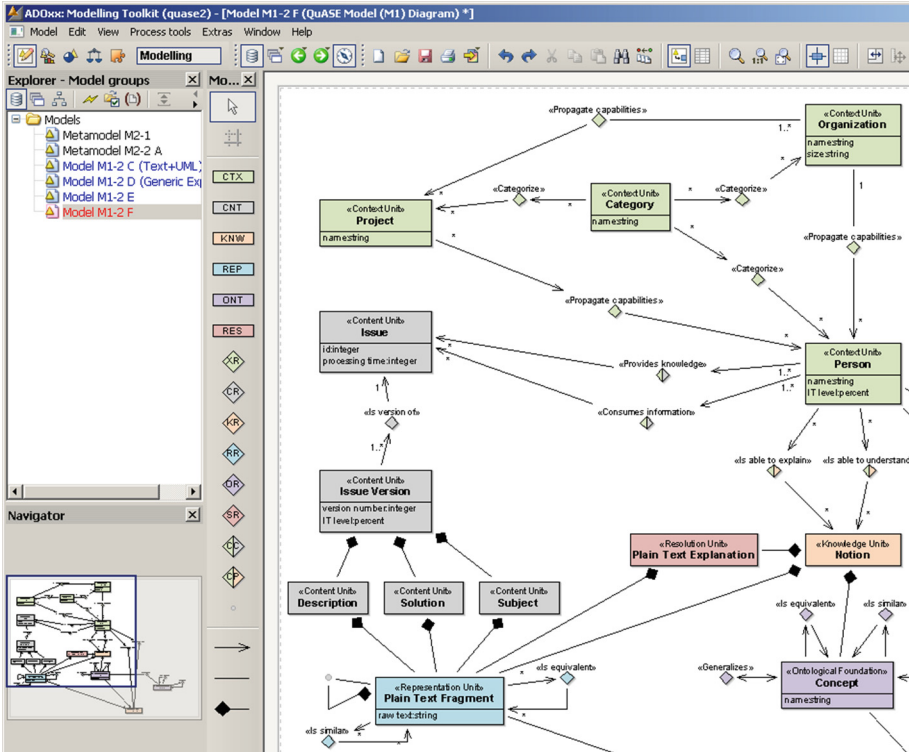 ADOxx: Modelling Toolkit (quase2) - [Model M1-2 F (QuASE Model (M1) Diagram) *]
Model Edit View Process tools Extras Window Help
Modelling
Explorer - Model groups
Mo...
Models
Metamodel M2-1
Metamodel M2-2 A
Model M1-2 C (Text+UML)
Model M1-2 D (Generic Exp
Model M1-2 E
Model M1-2 F
Navigator
CTX
CNT
KNW
REP
ONT
RES
XR
CR
KR
RR
OR
SR
CC
CP
«Propagate capabilities»
1..*
*
«Context Unit»
Organization
name:string
size:string
*
1
«Categorize»
*
*
*
«Context Unit»
Category
name:string
*
*
«Categorize»
*
«Context Unit»
Project
name:string
*
«Propagate capabilities»
*
«Categorize»
*
«Propagate capabilities»
*
*
«Content Unit»
Issue
id:integer
processing time:integer
*
*
«Provides knowledge»
1..*
1..*
«Consumes information»
«Context Unit»
Person
name:string
IT level:percent
*
*
1
«Is version of»
1..*
«Is able to explain»
«Is able to understand
*
*
«Content Unit»
Issue Version
version number:integer
IT level:percent
«Resolution Unit»
Plain Text Explanation
«Knowledge Unit»
Notion
«Content Unit»
Description
«Content Unit»
Solution
«Content Unit»
Subject
«Is equivalent»
«Is similar»
«Generalizes»
«Ontological Foundation»
Concept
name:string
«Representation Unit»
Plain Text Fragment
raw text:string
*
«Is equivalent»
*
«Is similar»
*
*